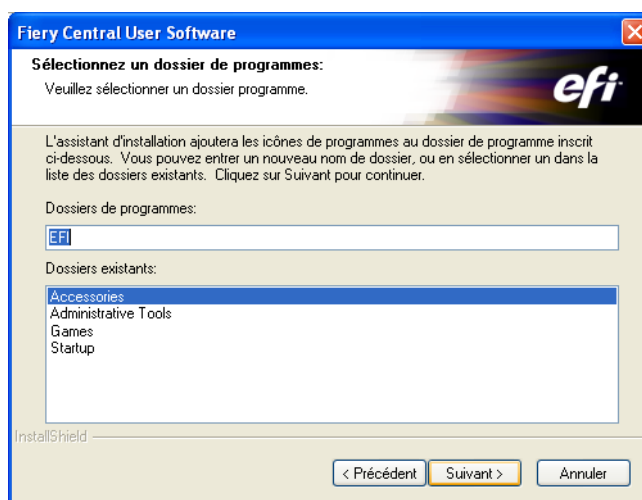 Fiery Central User Software
Sélectionnez un dossier de programmes:
Veuillez sélectionner un dossier programme.
efi
L'assistant d'installation ajoutera les icônes de programmes au dossier de programme inscrit
ci-dessous. Vous pouvez entrer un nouveau nom de dossier, ou en sélectionner un dans la
liste des dossiers existants. Cliquez sur Suivant pour continuer.
Dossiers de programmes:
EFI
Dossiers existants:
Accessories
Administrative Tools
Games
Startup
InstallShield
< Précédent Suivant > Annuler